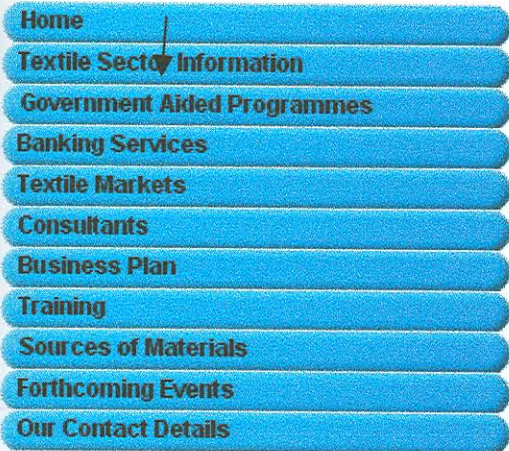 Home
Textile Sector Information
Government Aided Programmes
Banking Services
Textile Markets
Consultants
Business Plan
Training
Sources of Materials
Forthcoming Events
Our Contact Details